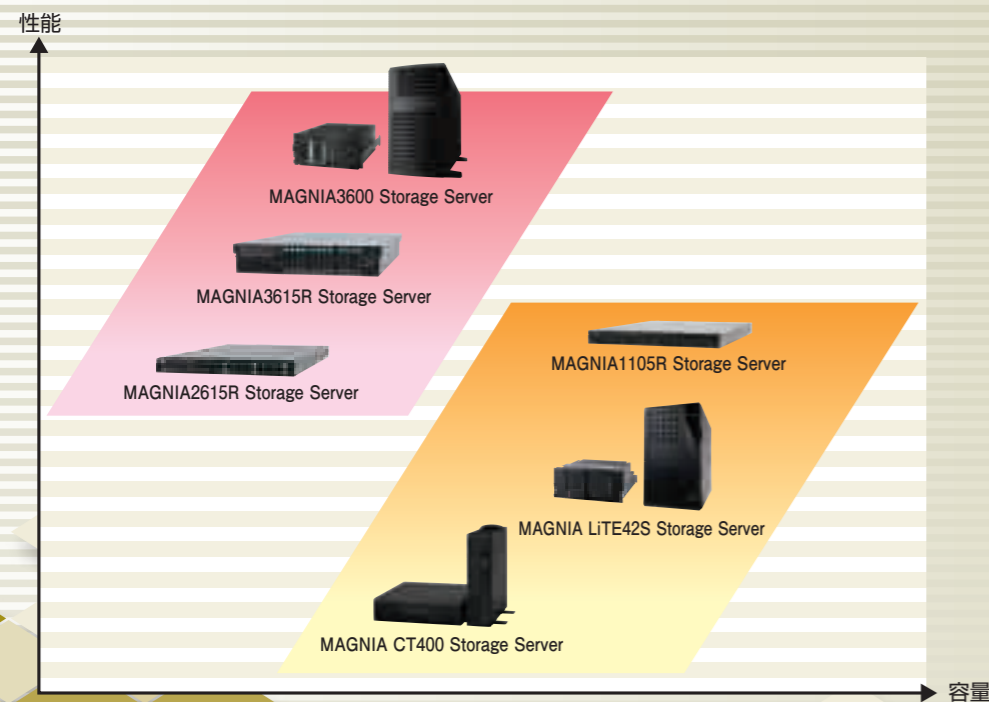 性能
MAGNIA3600 Storage Server
MAGNIA3615R Storage Server
MAGNIA2615R Storage Server
MAGNIA1105R Storage Server
MAGNIA LiTE42S Storage Server
MAGNIA CT400 Storage Server
容量